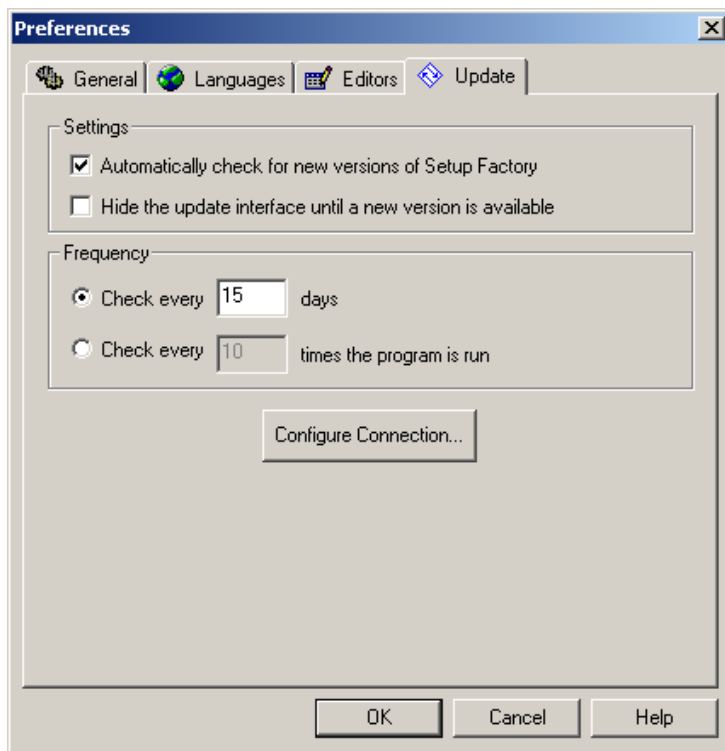 Preferences
General Languages Editors Update
Settings
Automatically check for new versions of Setup Factory
Hide the update interface until a new version is available
Frequency
Check every 15 days
Check every 10 times the program is run
Configure Connection...
OK Cancel Help